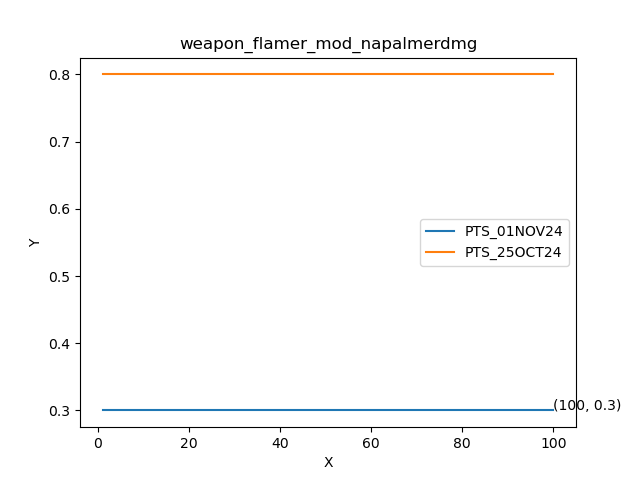 weapon_flamer_mod_napalmerdmg
0.8
0.7
0.6
0.5
0.4
0.3
Y
PTS_01NOV24
PTS_25OCT24
(100, 0.3)
0 20 40 60 80 100
X